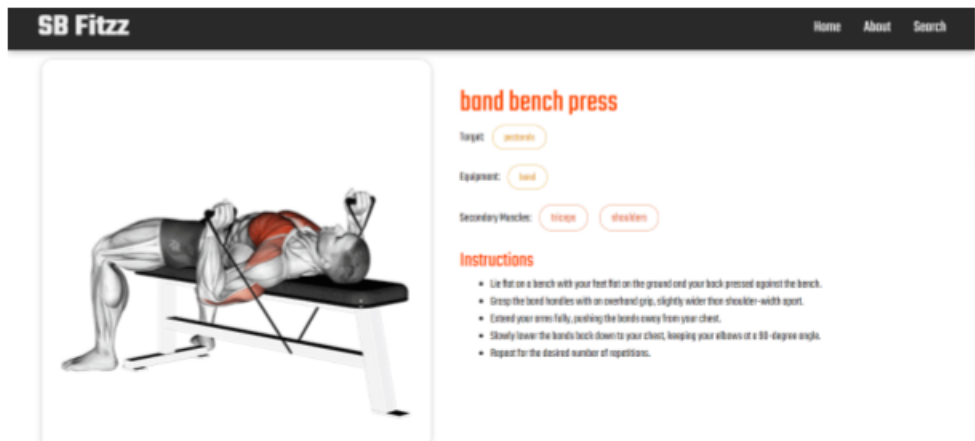 SB Fitzz
Home About Search
band bench press
Target: pectorals
Equipment: band
Secondary Muscles: triceps shoulders
Instructions
Lie flat on a bench with your feet flat on the ground and your back pressed against the bench.
Grasp the band handles with an overhand grip, slightly wider than shoulder-width apart.
Extend your arms fully, pushing the bands away from your chest.
Slowly lower the bands back down to your chest, keeping your elbows at a 90-degree angle.
Repeat for the desired number of repetitions.